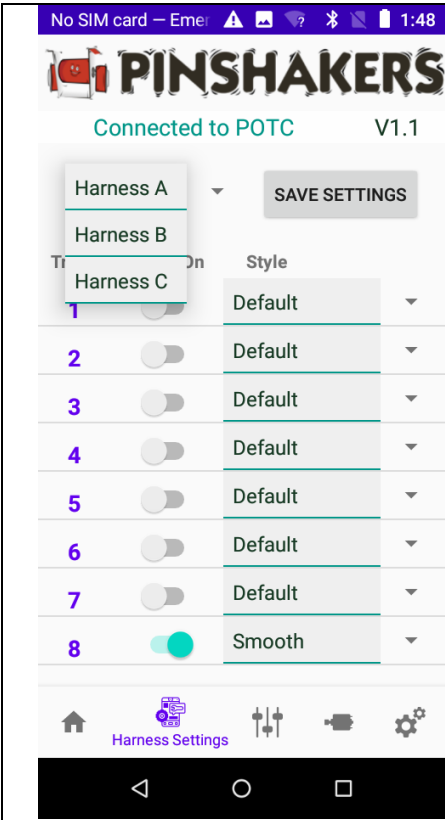 No SIM card — Emer 1:48
PINSHAKERS
Connected to POTC V1.1
Harness A
SAVE SETTINGS
Harness B
On Style
Harness C
1 Default
2 Default
3 Default
4 Default
5 Default
6 Default
7 Default
8 Smooth
Harness Settings